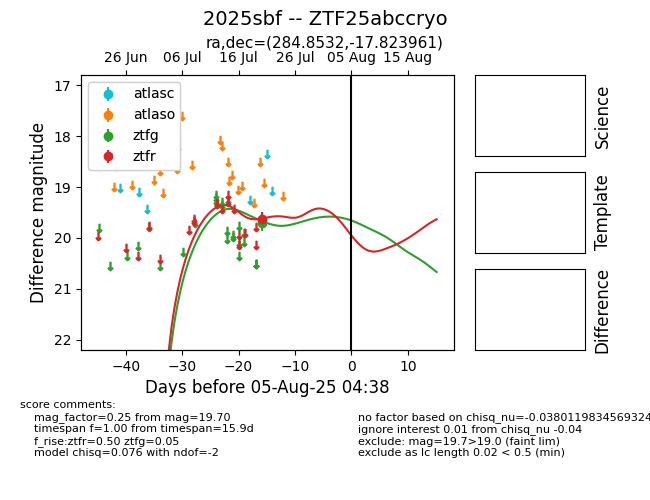 2025sbf -- ZTF25abccryo
ra,dec=(284.8532,-17.823961)
26 Jun 06 Jul 16 Jul 26 Jul 05 Aug 15 Aug
17
18
19
20
21
22
Difference magnitude
atlasc
atlaso
ztfg
ztfr
−40 −30 −20 −10 0 10
Days before 05-Aug-25 04:38
Science
Template
Difference
score comments:
mag_factor=0.25 from mag=19.70
timespan f=1.00 from timespan=15.9d
f_rise:ztfr=0.50 ztfg=0.05
model chisq=0.076 with ndof=-2
no factor based on chisq_nu=-0.0380119834569324
ignore interest 0.01 from chisq_nu -0.04
exclude: mag=19.7>19.0 (faint lim)
exclude as lc length 0.02 < 0.5 (min)